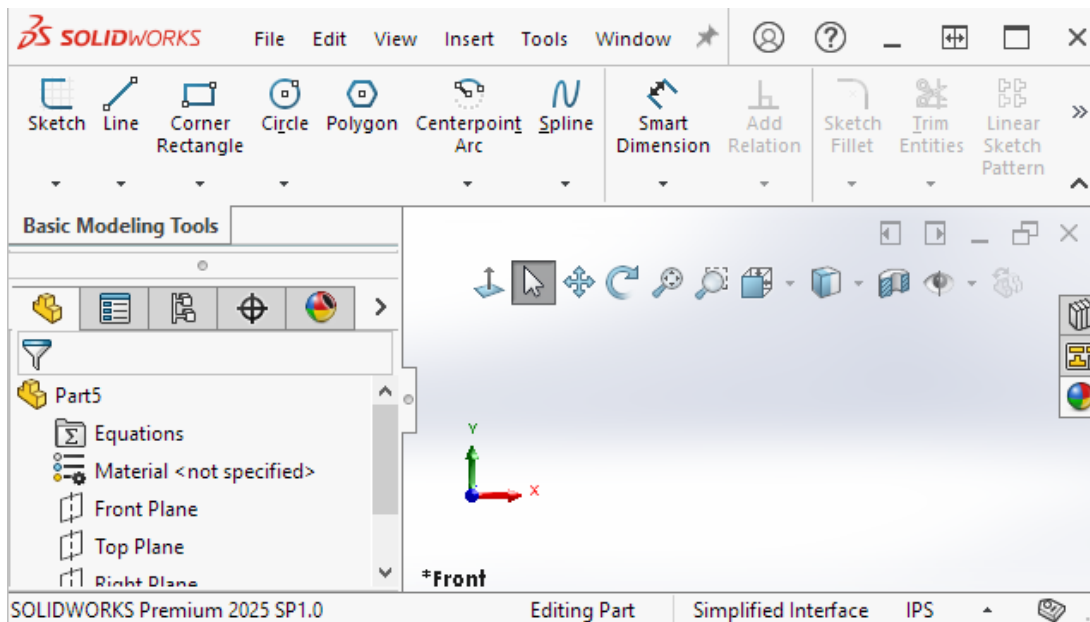 SOLIDWORKS File Edit View Insert Tools Window
Sketch Line Corner Rectangle Circle Polygon Centerpoint Arc Spline Smart Dimension Add Relation Sketch Fillet Trim Entities Linear Sketch Pattern
Basic Modeling Tools
Part5
Equations
Material <not specified>
Front Plane
Top Plane
Right Plane
Y
X
*Front
SOLIDWORKS Premium 2025 SP1.0 Editing Part Simplified Interface IPS